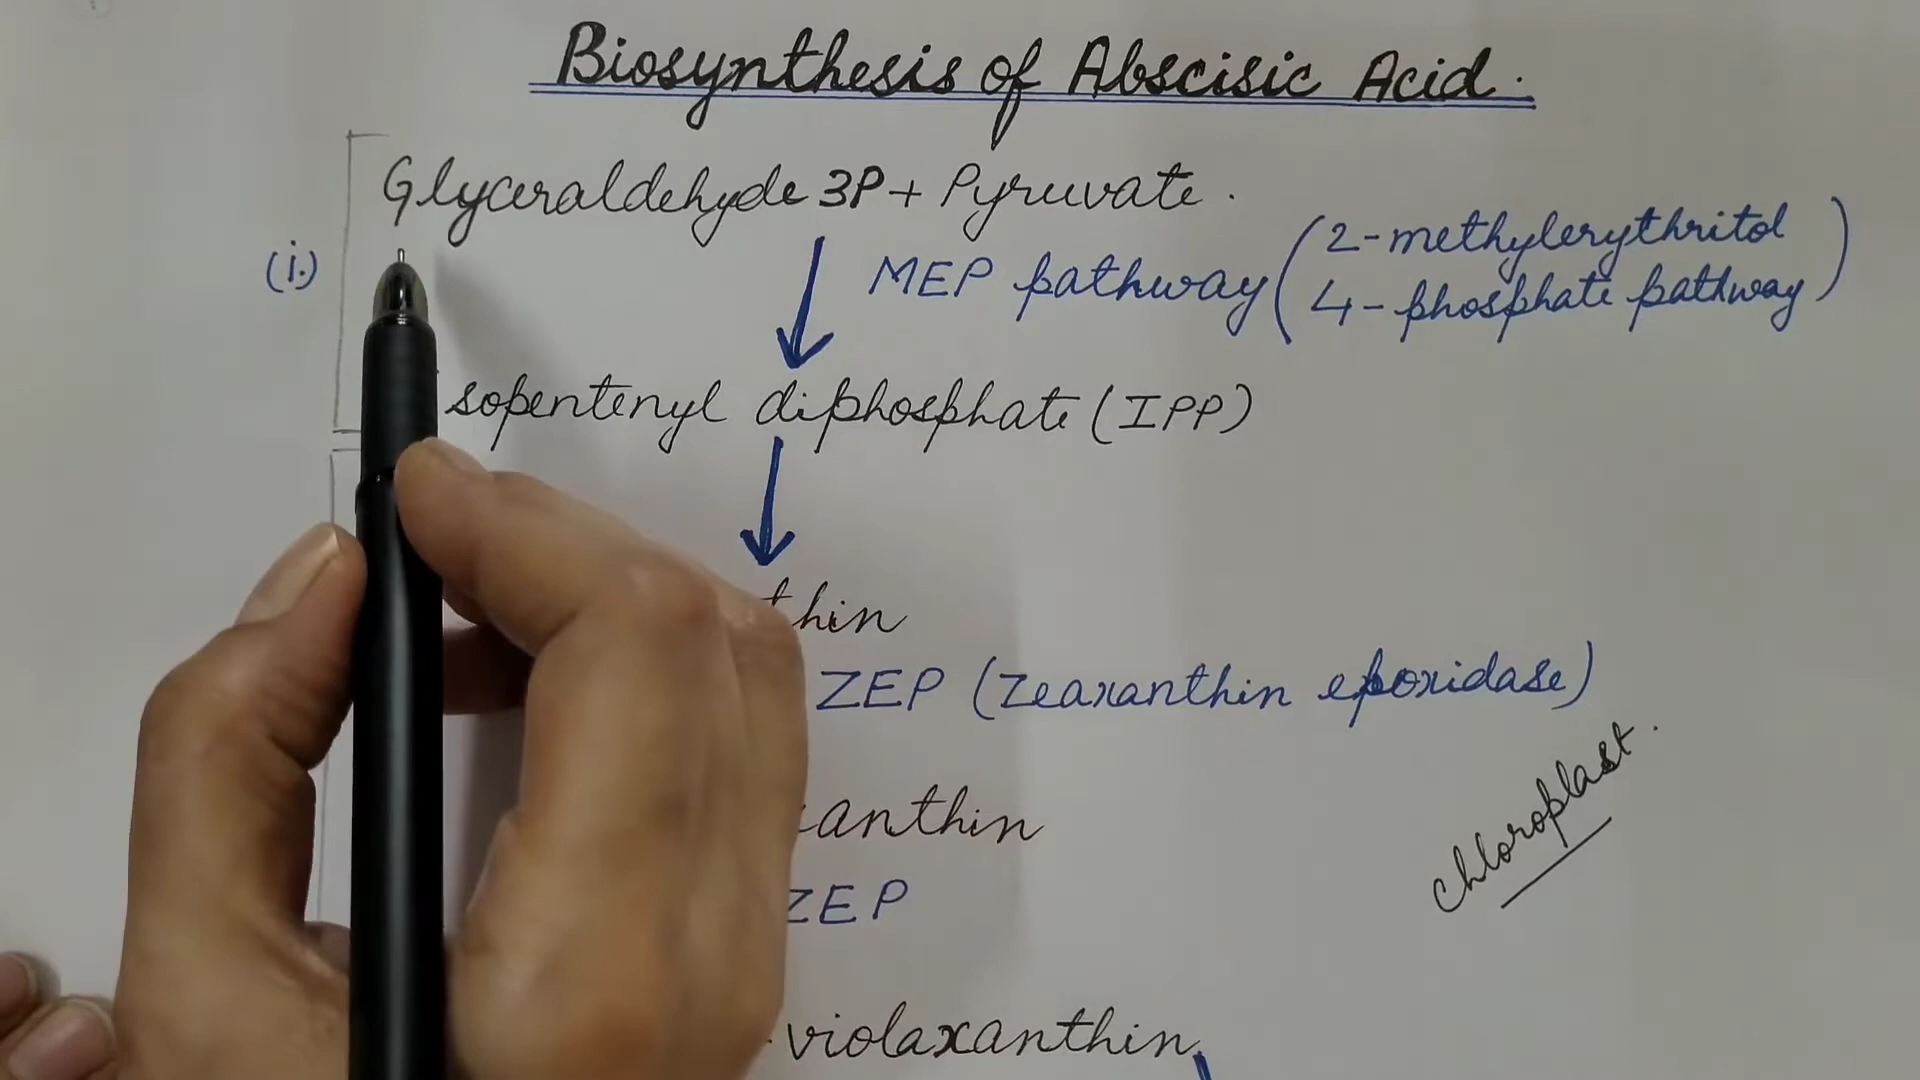 Biosynthesis of Abscisic Acid.
Glyceraldehyde 3P + Pyruvate.
(i.)
MEP pathway (2-methylerythritol
4-phosphate pathway)
sopentenyl diphosphate (IPP)
thin
ZEP (Zeaxanthin epoxidase)
chloroplast.
xanthin
ZEP
violaxanthin